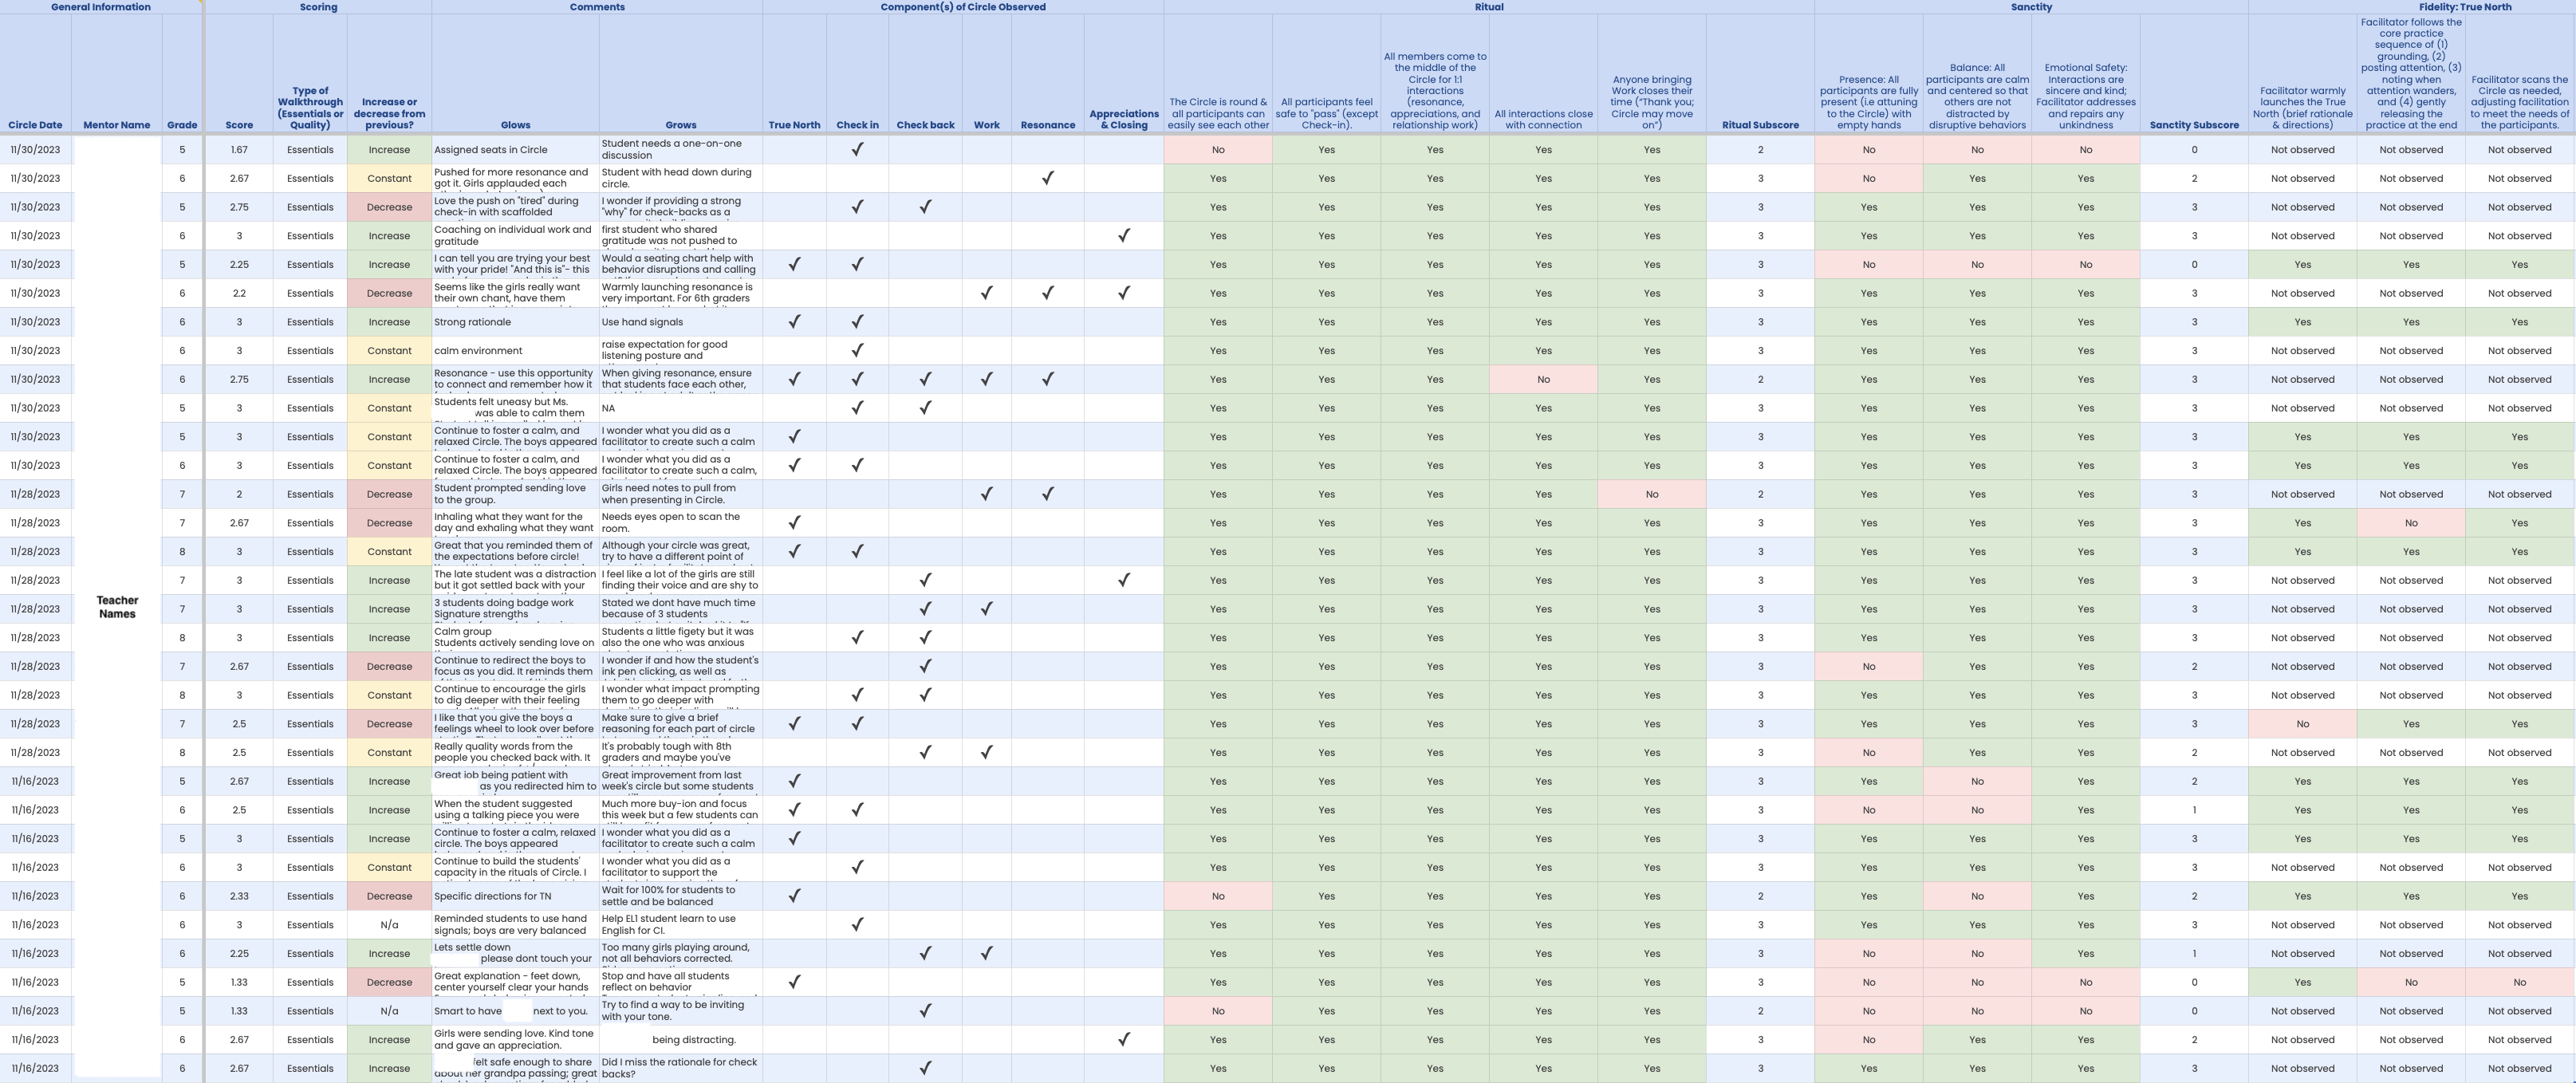 General Information Scoring Comments Component(s) of Circle Observed Ritual Sanctity Fidelity: True North
Circle Date
Mentor Name
Grade
Score
Type of
Walkthrough
(Essentials or
Quality)
Increase or
decrease from
previous?
Glows
Grows
True North
Check in
Check back
Work
Resonance
Appreciations
& Closing
The Circle is round &
all participants can
easily see each other
All participants feel
safe to "pass" (except
Check-in).
All members come to
the middle of the
Circle for 1:1
interactions
(resonance,
appreciations, and
relationship work)
All interactions close
with connection
Anyone bringing
Work closes their
time ("Thank you;
Circle may move
on")
Ritual Subscore
Presence: All
participants are fully
present (i.e attuning
to the Circle) with
empty hands
Balance: All
participants are calm
and centered so that
others are not
distracted by
disruptive behaviors
Emotional Safety:
Interactions are
sincere and kind;
Facilitator addresses
and repairs any
unkindness
Sanctity Subscore
Facilitator warmly
launches the True
North (brief rationale
& directions)
Facilitator follows the
core practice
sequence of (1)
grounding, (2)
posting attention, (3)
noting when
attention wanders,
and (4) gently
releasing the
practice at the end
Facilitator scans the
Circle as needed,
adjusting facilitation
to meet the needs of
the participants.
Teacher
Names
11/30/2023 5 1.67 Essentials Increase Assigned seats in Circle Student needs a one-on-one discussion ✓ No Yes Yes Yes Yes 2 No No No 0 Not observed Not observed Not observed
11/30/2023 6 2.67 Essentials Constant Pushed for more resonance and got it. Girls applauded each Student with head down during circle. ✓ Yes Yes Yes Yes Yes 3 No Yes Yes 2 Not observed Not observed Not observed
11/30/2023 5 2.75 Essentials Decrease Love the push on "tired" during check-in with scaffolded I wonder if providing a strong "why" for check-backs as a ✓ ✓ Yes Yes Yes Yes Yes 3 Yes Yes Yes 3 Not observed Not observed Not observed
11/30/2023 6 3 Essentials Increase Coaching on individual work and gratitude first student who shared gratitude was not pushed to ✓ Yes Yes Yes Yes Yes 3 Yes Yes Yes 3 Not observed Not observed Not observed
11/30/2023 5 2.25 Essentials Increase I can tell you are trying your best with your pride! "And this is"- this Would a seating chart help with behavior disruptions and calling ✓ ✓ Yes Yes Yes Yes Yes 3 No No No 0 Yes Yes Yes
11/30/2023 6 2.2 Essentials Decrease Seems like the girls really want their own chant, have them Warmly launching resonance is very important. For 6th graders ✓ ✓ ✓ Yes Yes Yes Yes Yes 3 Yes Yes Yes 3 Not observed Not observed Not observed
11/30/2023 6 3 Essentials Increase Strong rationale Use hand signals ✓ ✓ Yes Yes Yes Yes Yes 3 Yes Yes Yes 3 Yes Yes Yes
11/30/2023 6 3 Essentials Constant calm environment raise expectation for good listening posture and ✓ Yes Yes Yes Yes Yes 3 Yes Yes Yes 3 Not observed Not observed Not observed
11/30/2023 6 2.75 Essentials Increase Resonance - use this opportunity to connect and remember how it When giving resonance, ensure that students face each other, ✓ ✓ ✓ ✓ ✓ Yes Yes Yes No Yes 2 Yes Yes Yes 3 Not observed Not observed Not observed
11/30/2023 5 3 Essentials Constant Students felt uneasy but Ms. was able to calm them NA ✓ ✓ Yes Yes Yes Yes Yes 3 Yes Yes Yes 3 Not observed Not observed Not observed
11/30/2023 5 3 Essentials Constant Continue to foster a calm, and relaxed Circle. The boys appeared I wonder what you did as a facilitator to create such a calm ✓ Yes Yes Yes Yes Yes 3 Yes Yes Yes 3 Yes Yes Yes
11/30/2023 6 3 Essentials Constant Continue to foster a calm, and relaxed Circle. The boys appeared I wonder what you did as a facilitator to create such a calm, ✓ ✓ Yes Yes Yes Yes Yes 3 Yes Yes Yes 3 Yes Yes Yes
11/28/2023 7 2 Essentials Decrease Student prompted sending love to the group. Girls need notes to pull from when presenting in Circle. ✓ ✓ Yes Yes Yes Yes No 2 Yes Yes Yes 3 Not observed Not observed Not observed
11/28/2023 7 2.67 Essentials Decrease Inhaling what they want for the day and exhaling what they want Needs eyes open to scan the room. ✓ Yes Yes Yes Yes Yes 3 Yes Yes Yes 3 Yes No Yes
11/28/2023 8 3 Essentials Constant Great that you reminded them of the expectations before circle! Although your circle was great, try to have a different point of ✓ ✓ Yes Yes Yes Yes Yes 3 Yes Yes Yes 3 Yes Yes Yes
11/28/2023 7 3 Essentials Increase The late student was a distraction but it got settled back with your I feel like a lot of the girls are still finding their voice and are shy to ✓ ✓ Yes Yes Yes Yes Yes 3 Yes Yes Yes 3 Not observed Not observed Not observed
11/28/2023 7 3 Essentials Increase 3 students doing badge work Signature strengths Stated we dont have much time because of 3 students ✓ ✓ Yes Yes Yes Yes Yes 3 Yes Yes Yes 3 Not observed Not observed Not observed
11/28/2023 8 3 Essentials Increase Calm group Students actively sending love on Students a little figety but it was also the one who was anxious ✓ ✓ Yes Yes Yes Yes Yes 3 Yes Yes Yes 3 Not observed Not observed Not observed
11/28/2023 7 2.67 Essentials Decrease Continue to redirect the boys to focus as you did. It reminds them I wonder if and how the student's ink pen clicking, as well as ✓ Yes Yes Yes Yes Yes 3 No Yes Yes 2 Not observed Not observed Not observed
11/28/2023 8 3 Essentials Constant Continue to encourage the girls to dig deeper with their feeling I wonder what impact prompting them to go deeper with ✓ ✓ Yes Yes Yes Yes Yes 3 Yes Yes Yes 3 Not observed Not observed Not observed
11/28/2023 7 2.5 Essentials Decrease I like that you give the boys a feelings wheel to look over before Make sure to give a brief reasoning for each part of circle ✓ ✓ Yes Yes Yes Yes Yes 3 Yes Yes Yes 3 No Yes Yes
11/28/2023 8 2.5 Essentials Constant Really quality words from the people you checked back with. It It's probably tough with 8th graders and maybe you've ✓ ✓ Yes Yes Yes Yes Yes 3 No Yes Yes 2 Not observed Not observed Not observed
11/16/2023 5 2.67 Essentials Increase Great job being patient with as you redirected him to Great improvement from last week's circle but some students ✓ Yes Yes Yes Yes Yes 3 Yes No Yes 2 Yes Yes Yes
11/16/2023 6 2.5 Essentials Increase When the student suggested using a talking piece you were Much more buy-ion and focus this week but a few students can ✓ ✓ Yes Yes Yes Yes Yes 3 No No Yes 1 Yes Yes Yes
11/16/2023 5 3 Essentials Increase Continue to foster a calm, relaxed circle. The boys appeared I wonder what you did as a facilitator to create such a calm ✓ Yes Yes Yes Yes Yes 3 Yes Yes Yes 3 Yes Yes Yes
11/16/2023 6 3 Essentials Constant Continue to build the students' capacity in the rituals of Circle. I I wonder what you did as a facilitator to support the ✓ Yes Yes Yes Yes Yes 3 Yes Yes Yes 3 Not observed Not observed Not observed
11/16/2023 6 2.33 Essentials Decrease Specific directions for TN Wait for 100% for students to settle and be balanced ✓ No Yes Yes Yes Yes 2 Yes No Yes 2 Yes Yes Yes
11/16/2023 6 3 Essentials N/a Reminded students to use hand signals; boys are very balanced Help EL1 student learn to use English for CI. ✓ Yes Yes Yes Yes Yes 3 Yes Yes Yes 3 Not observed Not observed Not observed
11/16/2023 6 2.25 Essentials Increase Lets settle down please dont touch your Too many girls playing around, not all behaviors corrected. ✓ ✓ Yes Yes Yes Yes Yes 3 No No Yes 1 Not observed Not observed Not observed
11/16/2023 5 1.33 Essentials Decrease Great explanation - feet down, center yourself clear your hands Stop and have all students reflect on behavior ✓ Yes Yes Yes Yes Yes 3 No No No 0 Yes No No
11/16/2023 5 1.33 Essentials N/a Smart to have next to you. Try to find a way to be inviting with your tone. ✓ No Yes Yes Yes Yes 2 No No No 0 Not observed Not observed Not observed
11/16/2023 6 2.67 Essentials Increase Girls were sending love. Kind tone and gave an appreciation. being distracting. ✓ Yes Yes Yes Yes Yes 3 No Yes Yes 2 Not observed Not observed Not observed
11/16/2023 6 2.67 Essentials Increase felt safe enough to share about her grandpa passing; great Did I miss the rationale for check backs? ✓ Yes Yes Yes Yes Yes 3 Yes Yes Yes 3 Not observed Not observed Not observed